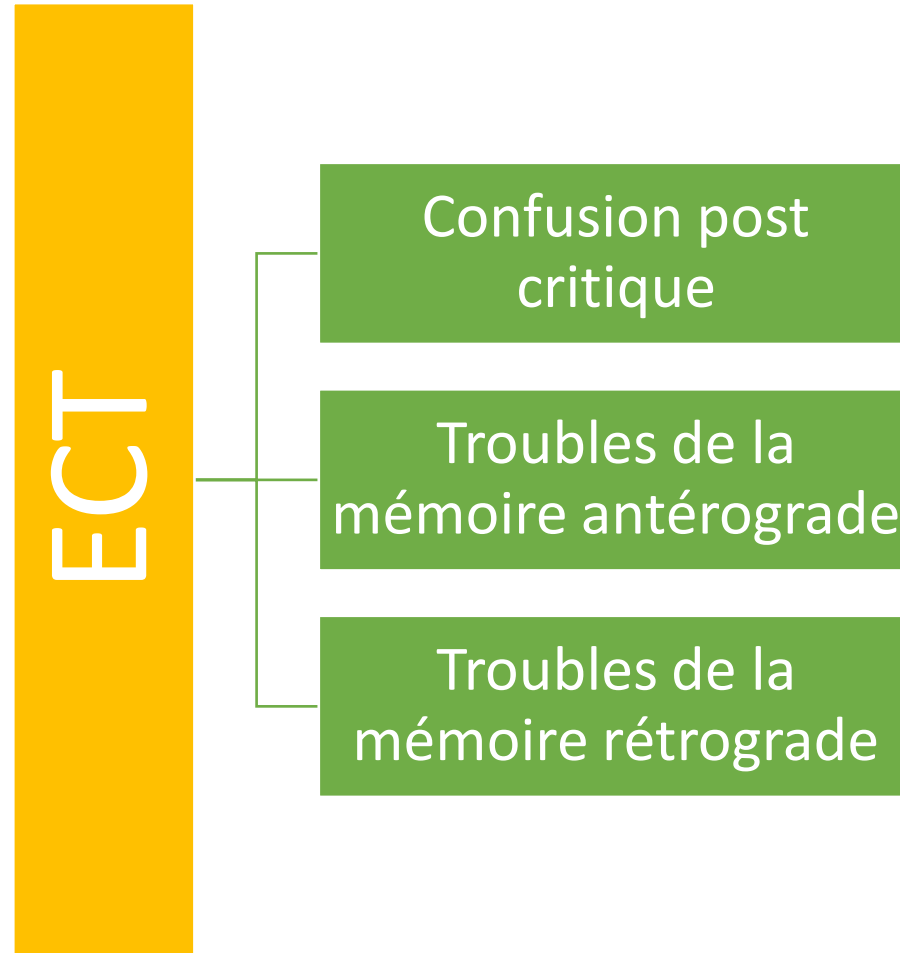 ECT
Confusion post
critique
Troubles de la
mémoire antérograde
Troubles de la
mémoire rétrograde